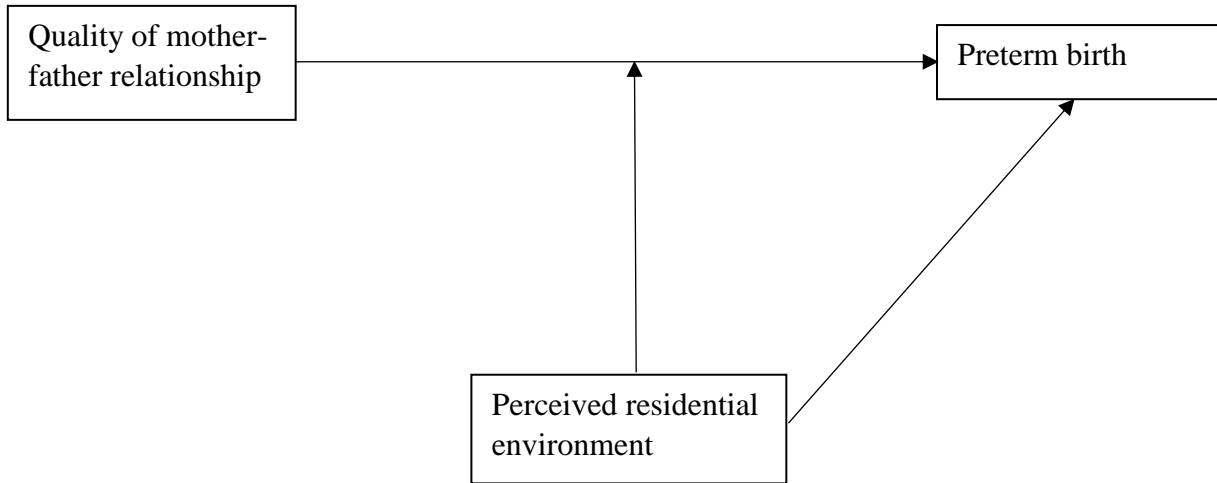 Quality of mother-
father relationship
Preterm birth
Perceived residential
environment